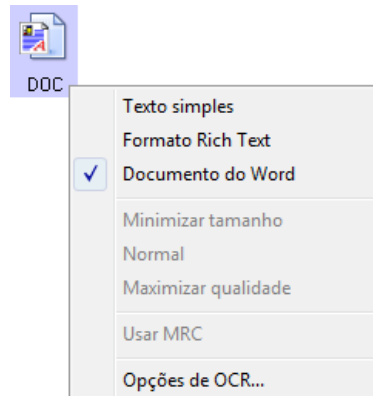 DOC
Texto simples
Formato Rich Text
Documento do Word
Minimizar tamanho
Normal
Maximizar qualidade
Usar MRC
Opções de OCR...